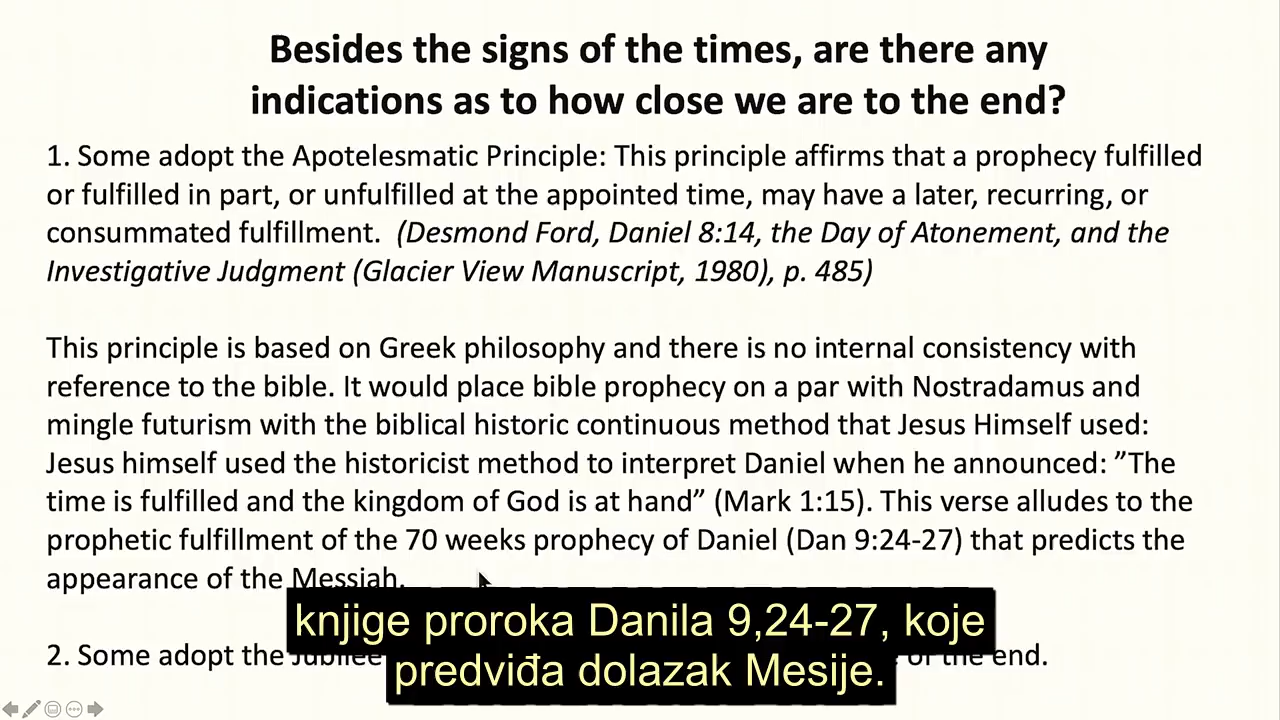 Besides the signs of the times, are there any
indications as to how close we are to the end?
1. Some adopt the Apotelesmatic Principle: This principle affirms that a prophecy fulfilled
or fulfilled in part, or unfulfilled at the appointed time, may have a later, recurring, or
consummated fulfillment. (Desmond Ford, Daniel 8:14, the Day of Atonement, and the
Investigative Judgment (Glacier View Manuscript, 1980), p. 485)
This principle is based on Greek philosophy and there is no internal consistency with
reference to the bible. It would place bible prophecy on a par with Nostradamus and
mingle futurism with the biblical historic continuous method that Jesus Himself used:
Jesus himself used the historicist method to interpret Daniel when he announced: ”The
time is fulfilled and the kingdom of God is at hand” (Mark 1:15). This verse alludes to the
prophetic fulfillment of the 70 weeks prophecy of Daniel (Dan 9:24-27) that predicts the
appearance of the Messiah.
knjige proroka Danila 9,24-27, koje
predviđa dolazak Mesije.
2. Some adopt the Jubilee of the end.